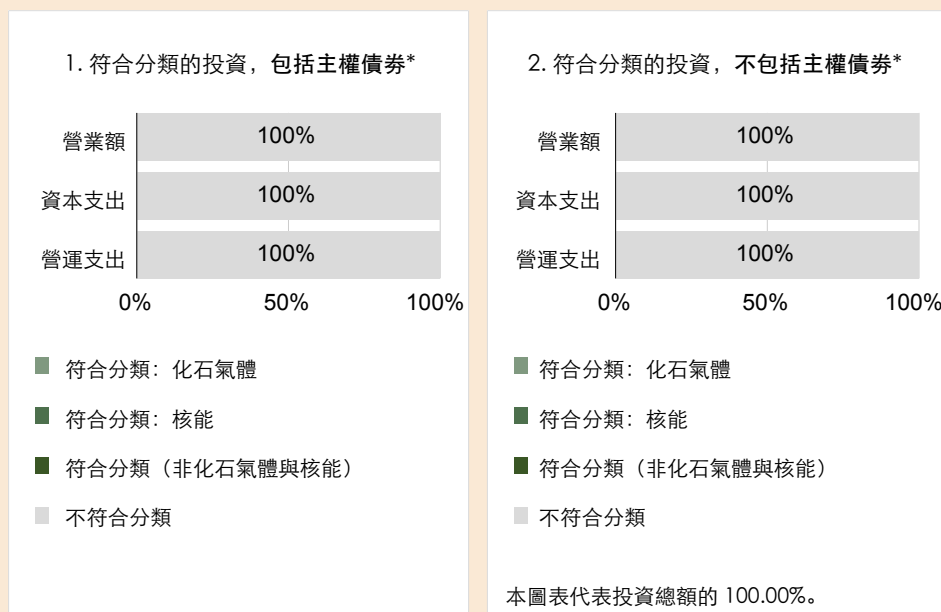 1. 符合分類的投資，包括主權債券*
營業額 100%
資本支出 100%
營運支出 100%
0% 50% 100%
符合分類：化石氣體
符合分類：核能
符合分類（非化石氣體與核能）
不符合分類
2. 符合分類的投資，不包括主權債券*
營業額 100%
資本支出 100%
營運支出 100%
0% 50% 100%
符合分類：化石氣體
符合分類：核能
符合分類（非化石氣體與核能）
不符合分類
本圖表代表投資總額的 100.00%。